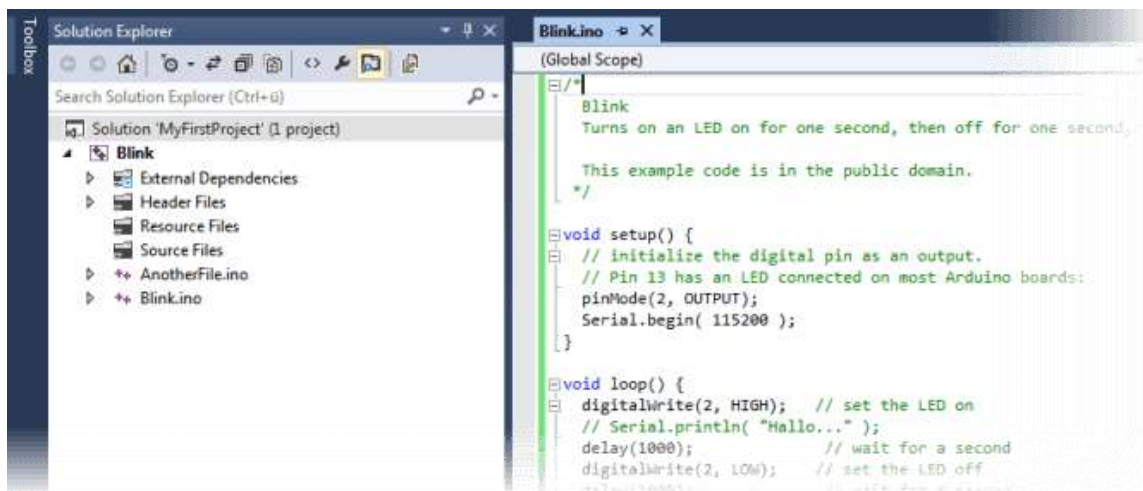 Toolbox
Solution Explorer
Search Solution Explorer (Ctrl+ü)
Solution 'MyFirstProject' (1 project)
Blink
External Dependencies
Header Files
Resource Files
Source Files
AnotherFile.ino
Blink.ino
Blink.ino
(Global Scope)
/*
Blink
Turns on an LED on for one second, then off for one second,
This example code is in the public domain.
*/
void setup() {
// initialize the digital pin as an output.
// Pin 13 has an LED connected on most Arduino boards:
pinMode(2, OUTPUT);
Serial.begin( 115200 );
}
void loop() {
digitalWrite(2, HIGH); // set the LED on
// Serial.println( "Hallo..." );
delay(1000); // wait for a second
digitalWrite(2, LOW); // set the LED off